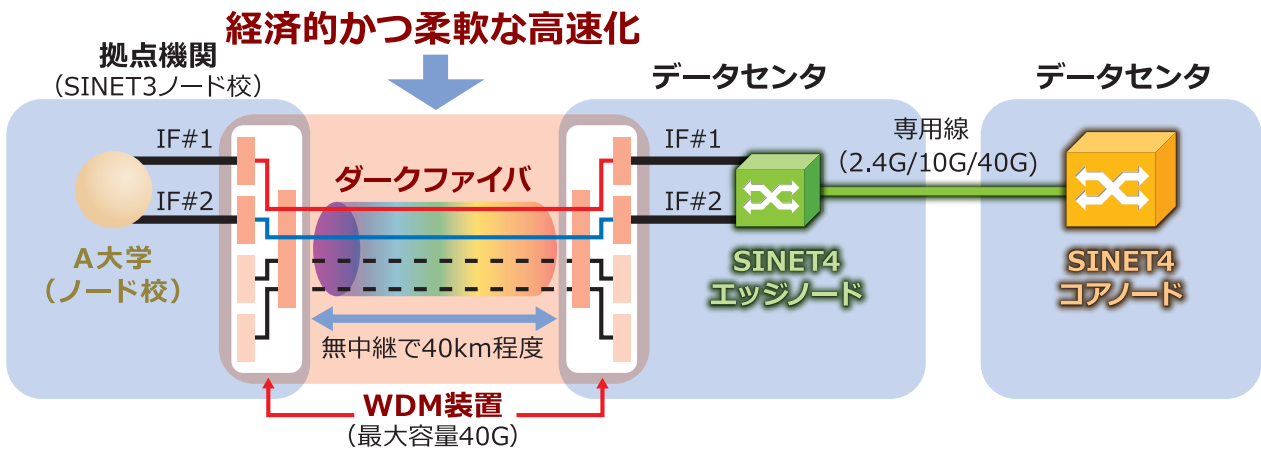 経済的かつ柔軟な高速化
拠点機関
（SINET3ノード校）
データセンタ
データセンタ
IF#1
IF#2
ダークファイバ
IF#1
IF#2
専用線
（2.4G/10G/40G）
A大学
（ノード校）
SINET4
エッジノード
SINET4
コアノード
無中継で40km程度
WDM装置
（最大容量40G）